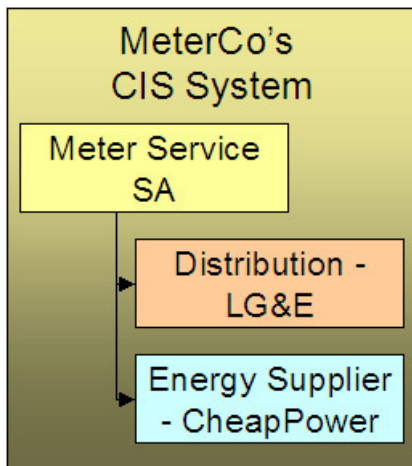 MeterCo's
CIS System
Meter Service
SA
Distribution -
LG&E
Energy Supplier
- CheapPower